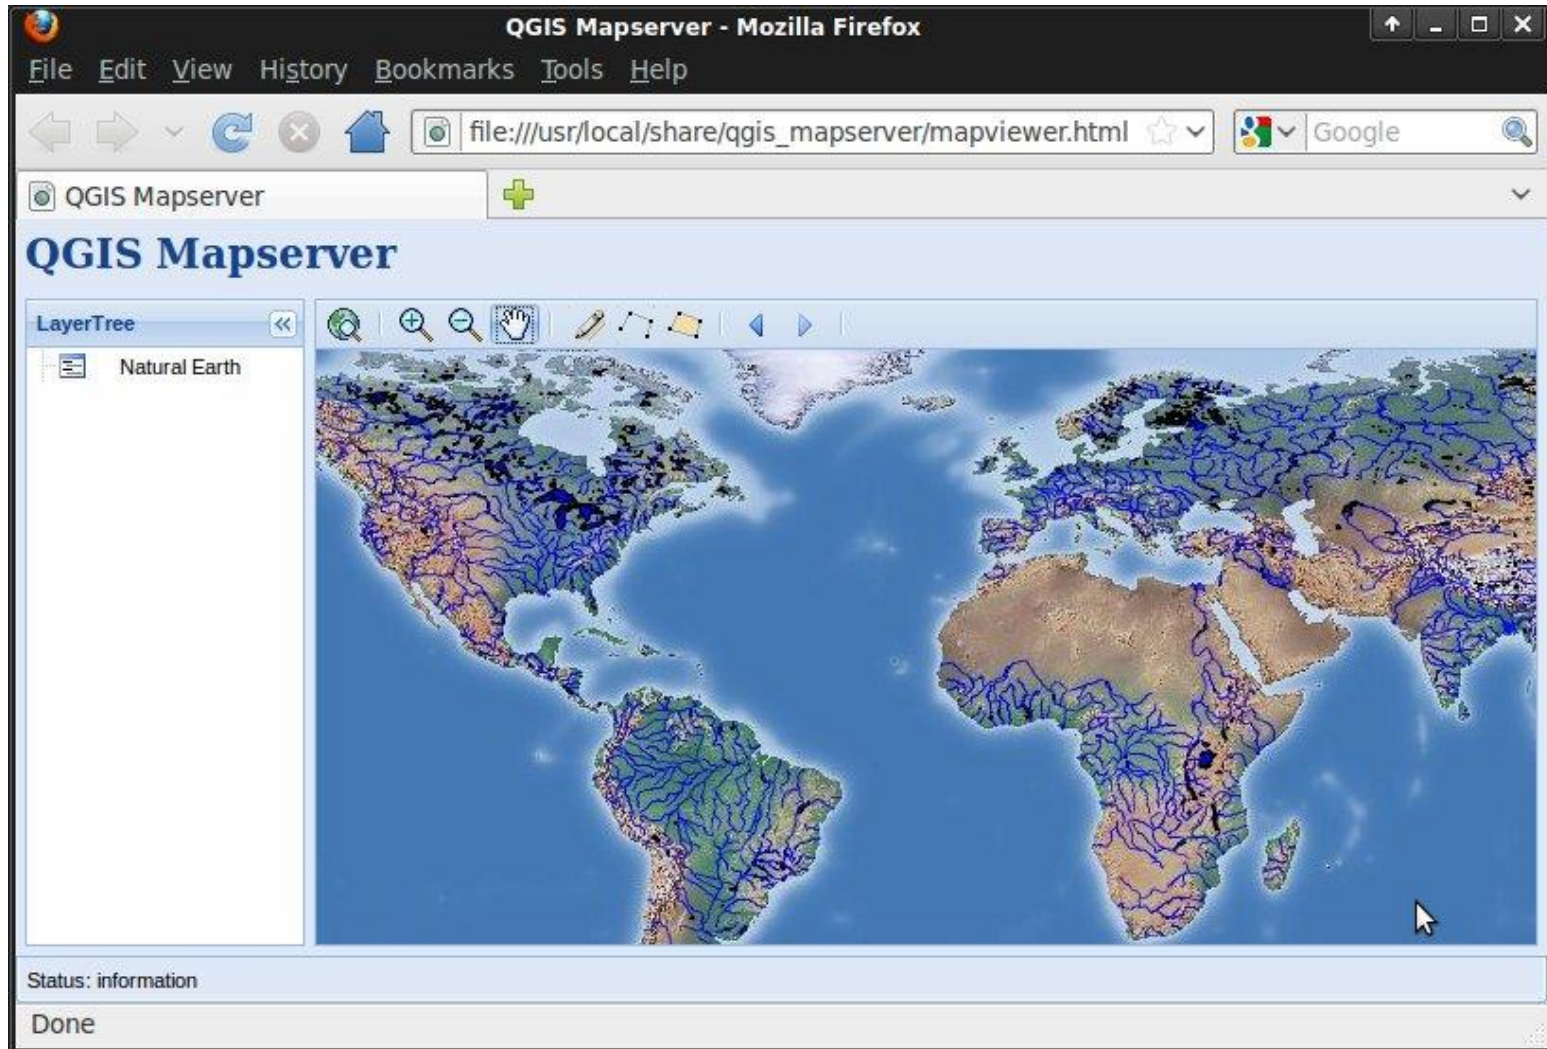 QGIS Mapserver - Mozilla Firefox
File Edit View History Bookmarks Tools Help
file:///usr/local/share/qgis_mapserver/mapviewer.html Google
QGIS Mapserver
QGIS Mapserver
LayerTree
Natural Earth
Status: information
Done